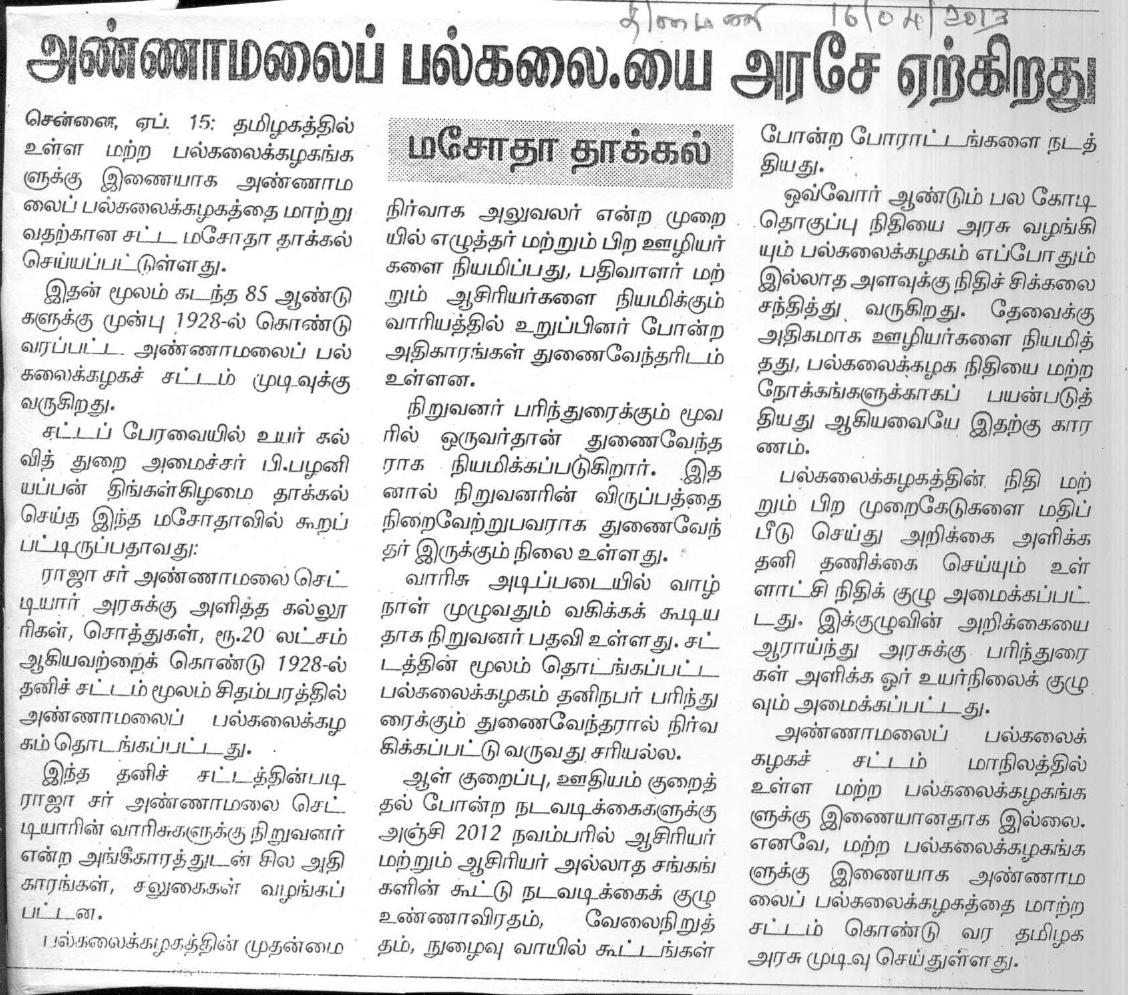 தினமணி 16/04/2013
அண்ணாமலைப் பல்கலை.யை அரசே ஏற்கிறது
சென்னை, ஏப். 15: தமிழகத்தில்
உள்ள மற்ற பல்கலைக்கழகங்க
ளுக்கு இணையாக அண்ணாம
லைப் பல்கலைக்கழகத்தை மாற்று
வதற்கான சட்ட மசோதா தாக்கல்
செய்யப்பட்டுள்ளது.
இதன் மூலம் கடந்த 85 ஆண்டு
களுக்கு முன்பு 1928-ல் கொண்டு
வரப்பட்ட அண்ணாமலைப் பல்
கலைக்கழகச் சட்டம் முடிவுக்கு
வருகிறது.
சட்டப் பேரவையில் உயர் கல்
வித் துறை அமைச்சர் பி.பழனி
யப்பன் திங்கள்கிழமை தாக்கல்
செய்த இந்த மசோதாவில் கூறப்
பட்டிருப்பதாவது:
ராஜா சர் அண்ணாமலை செட்
டியார் அரசுக்கு அளித்த கல்லூ
ரிகள், சொத்துகள், ரூ.20 லட்சம்
ஆகியவற்றைக் கொண்டு 1928-ல்
தனிச் சட்டம் மூலம் சிதம்பரத்தில்
அண்ணாமலைப் பல்கலைக்கழ
கம் தொடங்கப்பட்டது.
இந்த தனிச் சட்டத்தின்படி
ராஜா சர் அண்ணாமலை செட்
டியாரின் வாரிசுகளுக்கு நிறுவனர்
என்ற அங்கீகாரத்துடன் சில அதி
காரங்கள், சலுகைகள் வழங்கப்
பட்டன.
பல்கலைக்கழகத்தின் முதன்மை
மசோதா தாக்கல்
நிர்வாக அலுவலர் என்ற முறை
யில் எழுத்தர் மற்றும் பிற ஊழியர்
களை நியமிப்பது, பதிவாளர் மற்
றும் ஆசிரியர்களை நியமிக்கும்
வாரியத்தில் உறுப்பினர் போன்ற
அதிகாரங்கள் துணைவேந்தரிடம்
உள்ளன.
நிறுவனர் பரிந்துரைக்கும் மூவ
ரில் ஒருவர்தான் துணைவேந்த
ராக நியமிக்கப்படுகிறார். இத
னால் நிறுவனரின் விருப்பத்தை
நிறைவேற்றுபவராக துணைவேந்
தர் இருக்கும் நிலை உள்ளது.
வாரிசு அடிப்படையில் வாழ்
நாள் முழுவதும் வகிக்கக் கூடிய
தாக நிறுவனர் பதவி உள்ளது. சட்
டத்தின் மூலம் தொடங்கப்பட்ட
பல்கலைக்கழகம் தனிநபர் பரிந்து
ரைக்கும் துணைவேந்தரால் நிர்வ
கிக்கப்பட்டு வருவது சரியல்ல.
ஆள் குறைப்பு, ஊதியம் குறைத்
தல் போன்ற நடவடிக்கைகளுக்கு
அஞ்சி 2012 நவம்பரில் ஆசிரியர்
மற்றும் ஆசிரியர் அல்லாத சங்கங்
களின் கூட்டு நடவடிக்கைக் குழு
உண்ணாவிரதம், வேலைநிறுத்
தம், நுழைவு வாயில் கூட்டங்கள்
போன்ற போராட்டங்களை நடத்
தியது.
ஒவ்வோர் ஆண்டும் பல கோடி
தொகுப்பு நிதியை அரசு வழங்கி
யும் பல்கலைக்கழகம் எப்போதும்
இல்லாத அளவுக்கு நிதிச் சிக்கலை
சந்தித்து வருகிறது. தேவைக்கு
அதிகமாக ஊழியர்களை நியமித்
தது, பல்கலைக்கழக நிதியை மற்ற
நோக்கங்களுக்காகப் பயன்படுத்
தியது ஆகியவையே இதற்கு கார
ணம்.
பல்கலைக்கழகத்தின் நிதி மற்
றும் பிற முறைகேடுகளை மதிப்
பீடு செய்து அறிக்கை அளிக்க
தனி தணிக்கை செய்யும் உள்
ளாட்சி நிதிக் குழு அமைக்கப்பட்
டது. இக்குழுவின் அறிக்கையை
ஆராய்ந்து அரசுக்கு பரிந்துரை
கள் அளிக்க ஓர் உயர்நிலைக் குழு
வும் அமைக்கப்பட்டது.
அண்ணாமலைப் பல்கலைக்
கழகச் சட்டம் மாநிலத்தில்
உள்ள மற்ற பல்கலைக்கழகங்க
ளுக்கு இணையானதாக இல்லை.
எனவே, மற்ற பல்கலைக்கழகங்க
ளுக்கு இணையாக அண்ணாம
லைப் பல்கலைக்கழகத்தை மாற்ற
சட்டம் கொண்டு வர தமிழக
அரசு முடிவு செய்துள்ளது.